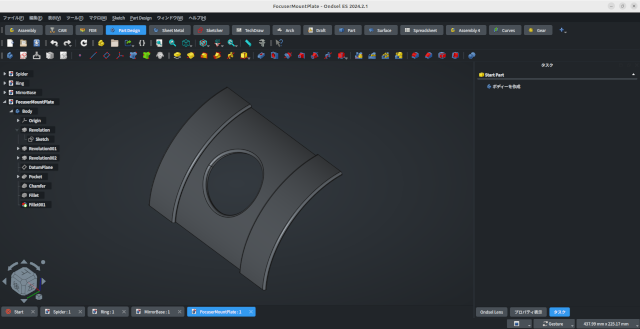 FocuserMountPlate - Ondsel ES 2024.2.1
ファイル(F) 編集(E) 表示(V) ツール(T) マクロ(M) Sketch Part Design ウィンドウ(W) ヘルプ(H)
Assembly CAM FEM Part Design Sheet Metal Sketcher TechDraw Arch Draft Part Surface Spreadsheet Assembly 4 Curves Gear
タスク
Spider
Start Part
Ring
ボディーを作成
MirrorBase
FocuserMountPlate
Body
Origin
Revolution
Sketch
Revolution001
Revolution002
DatumPlane
Pocket
Chamfer
Fillet
Fillet001
Start Spider : 1 Ring : 1 MirrorBase : 1 FocuserMountPlate : 1
Ondsel Lens プロパティ表示 タスク
Gesture 437.99 mm x 225.17 mm